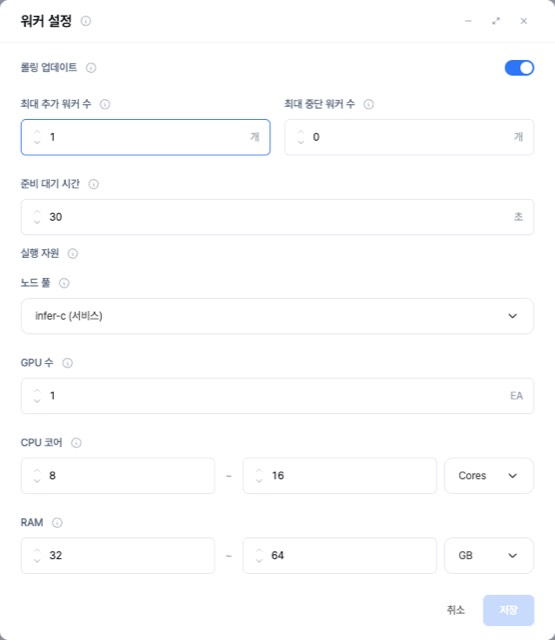 워커 설정
롤링 업데이트
최대 추가 워커 수 최대 중단 워커 수
1 개 0 개
준비 대기 시간
30 초
실행 자원
노드 풀
infer-c (서비스)
GPU 수
1 EA
CPU 코어
8 ~ 16 Cores
RAM
32 ~ 64 GB
취소 저장